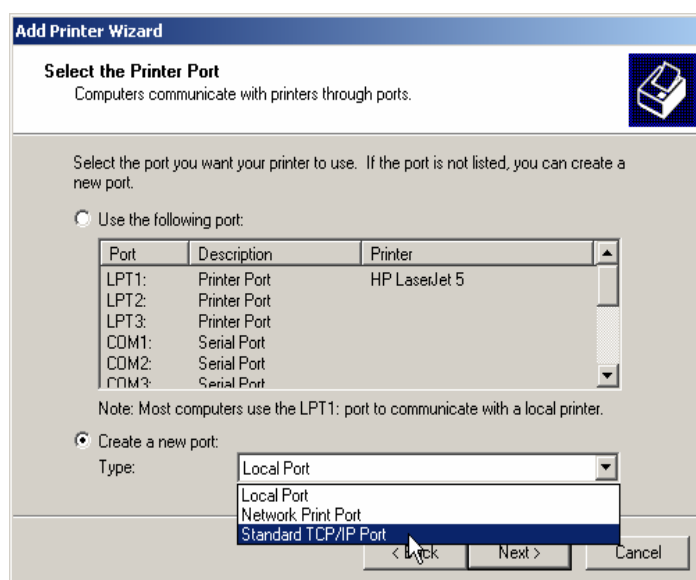 Add Printer Wizard
Select the Printer Port
Computers communicate with printers through ports.
Select the port you want your printer to use. If the port is not listed, you can create a
new port.
Use the following port:
Port Description Printer
LPT1: Printer Port HP LaserJet 5
LPT2: Printer Port
LPT3: Printer Port
COM1: Serial Port
COM2: Serial Port
COM3: Serial Port
Note: Most computers use the LPT1: port to communicate with a local printer.
Create a new port:
Type: Local Port
Local Port
Network Print Port
Standard TCP/IP Port
< Back Next > Cancel